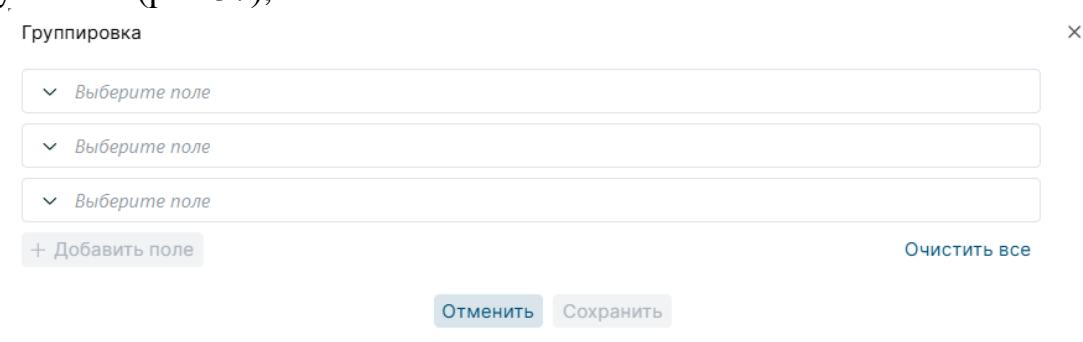 Группировка
Выберите поле
Выберите поле
Выберите поле
+ Добавить поле
Очистить все
Отменить
Сохранить